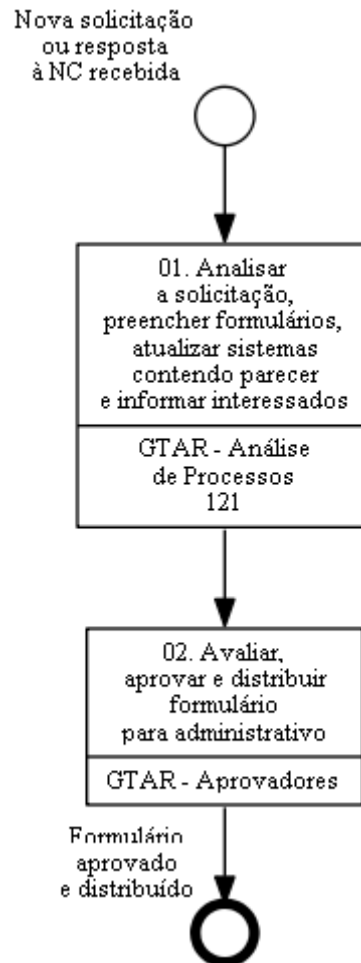 Nova solicitação
ou resposta
à NC recebida
01. Analisar
a solicitação,
preencher formulários,
atualizar sistemas
contendo parecer
e informar interessados
GTAR - Análise
de Processos
121
02. Avaliar,
aprovar e distribuir
formulário
para administrativo
GTAR - Aprovadores
Formulário
aprovado
e distribuído